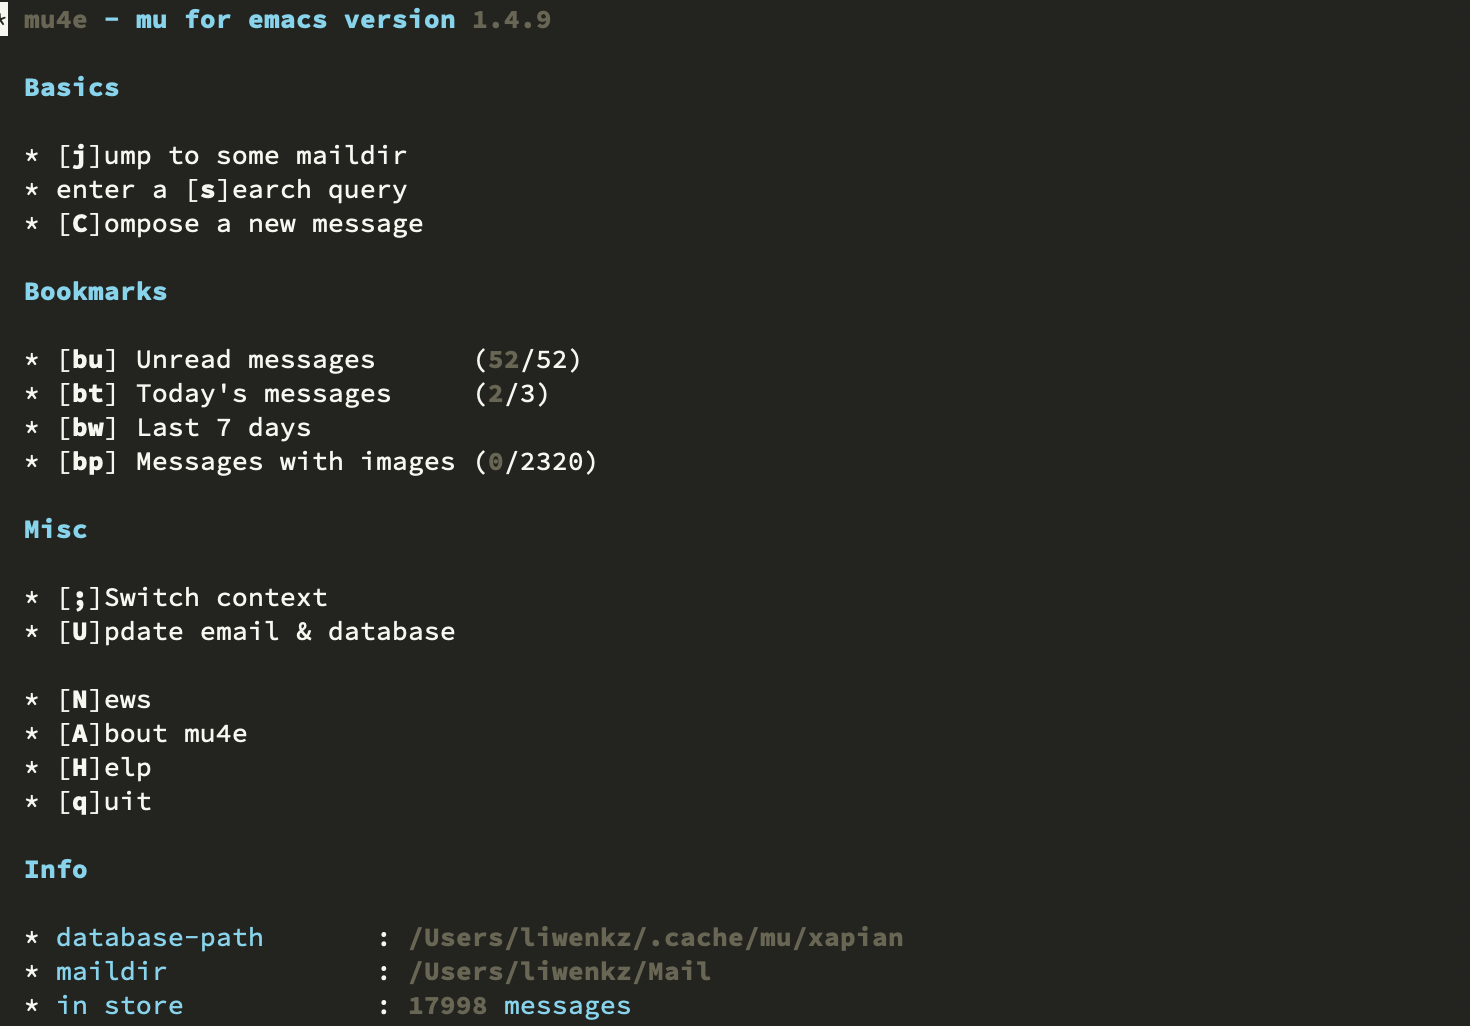 * mu4e - mu for emacs version 1.4.9
Basics
* [j]ump to some maildir
* enter a [s]earch query
* [C]ompose a new message
Bookmarks
* [bu] Unread messages      (52/52)
* [bt] Today's messages     (2/3)
* [bw] Last 7 days
* [bp] Messages with images (0/2320)
Misc
* [;]Switch context
* [U]pdate email & database
* [N]ews
* [A]bout mu4e
* [H]elp
* [q]uit
Info
* database-path       : /Users/liwenkz/.cache/mu/xapian
* maildir             : /Users/liwenkz/Mail
* in store            : 17998 messages